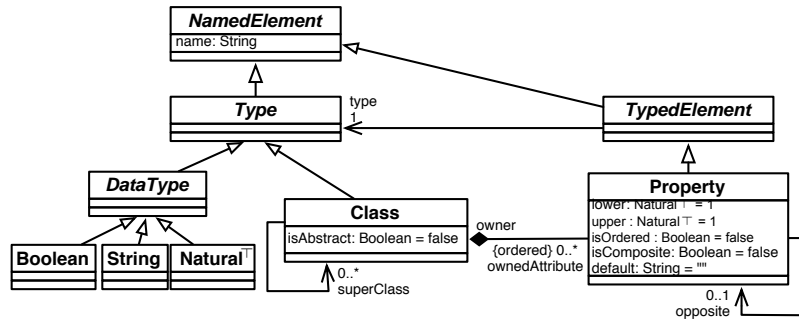 NamedElement
name: String
Type
type
1
TypedElement
DataType
Boolean
String
Natural⊤
Class
isAbstract: Boolean = false
0..*
superClass
owner
{ordered} 0..*
ownedAttribute
Property
lower: Natural⊤ = 1
upper : Natural⊤ = 1
isOrdered : Boolean = false
isComposite: Boolean = false
default: String = ""
0..1
opposite